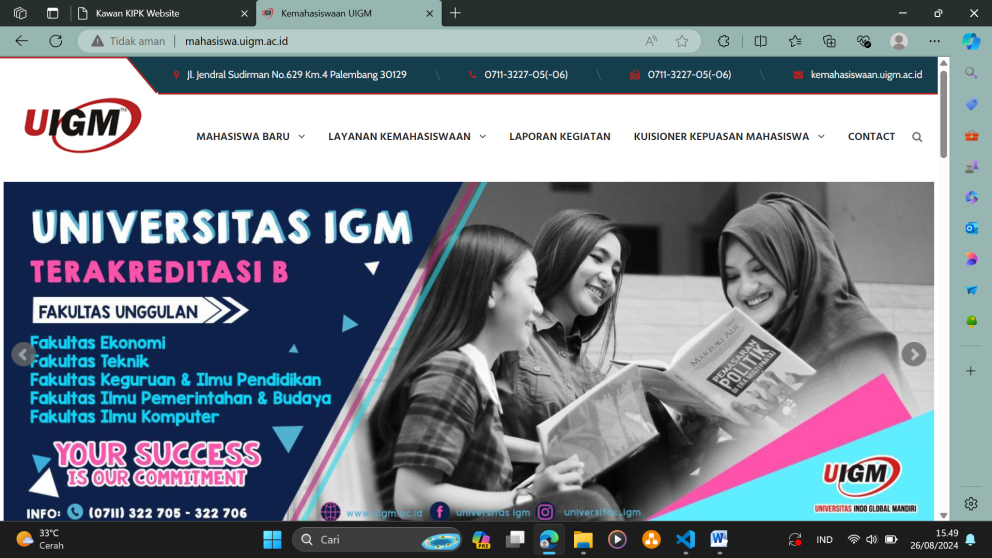 Kawan KIPK Website
Kemahasiswaan UIGM
Tidak aman
mahasiswa.uigm.ac.id
Jl. Jendral Sudirman No.629 Km.4 Palembang 30129
0711-3227-05(-06)
0711-3227-05(-06)
kemahasiswaan.uigm.ac.id
UIGM
MAHASISWA BARU
LAYANAN KEMAHASISWAAN
LAPORAN KEGIATAN
KUISIONER KEPUASAN MAHASISWA
CONTACT
UNIVERSITAS IGM
TERAKREDITASI B
FAKULTAS UNGGULAN
Fakultas Ekonomi
Fakultas Teknik
Fakultas Keguruan & Ilmu Pendidikan
Fakultas Ilmu Pemerintahan & Budaya
Fakultas Ilmu Komputer
YOUR SUCCESS
IS OUR COMMITMENT
INFO: (0711) 322 705 - 322 706
www.uigm.ac.id
universitas igm
universitas_igm
PEMASARAN
POLITIK
UIGM
UNIVERSITAS INDO GLOBAL MANDIRI
33°C
Cerah
Cari
PRE
IND
15.49
26/08/2024